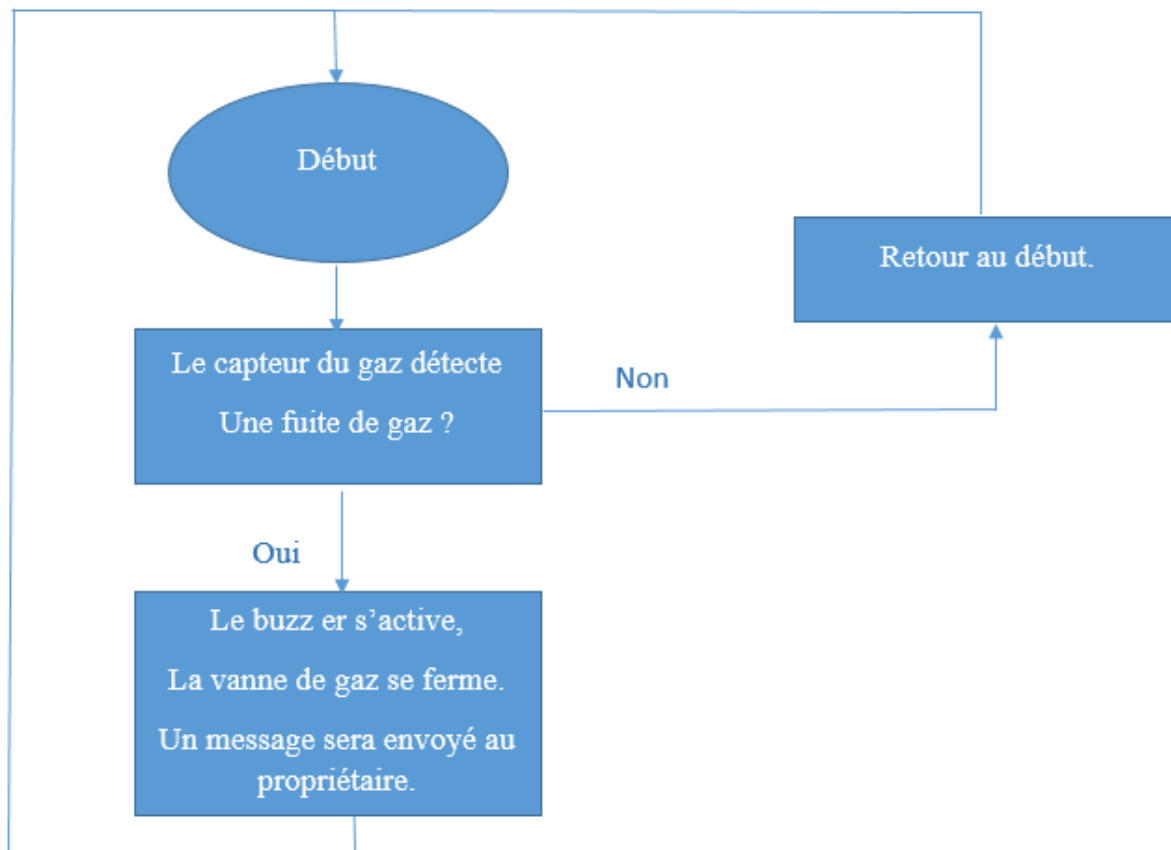 Début
Retour au début.
Le capteur du gaz détecte
Une fuite de gaz ?
Non
Oui
Le buzz er s’active,
La vanne de gaz se ferme.
Un message sera envoyé au
propriétaire.